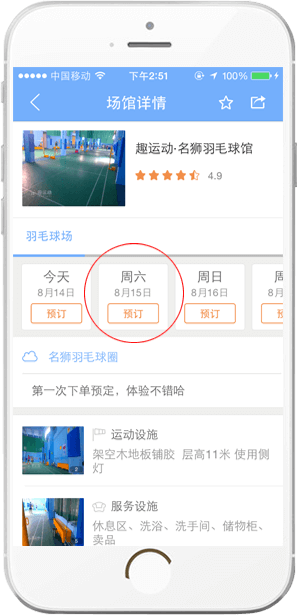 中国移动
下午2:51
100%
场馆详情
趣运动·名狮羽毛球馆
4.9
羽毛球场
今天
周六
周日
周
8月14日
8月15日
8月16日
8月
预订
预订
预订
名狮羽毛球圈
第一次下单预定，体验不错哈
运动设施
架空木地板铺胶 层高11米 使用侧
灯
2
服务设施
休息区、洗浴、洗手间、储物柜、
卖品
5